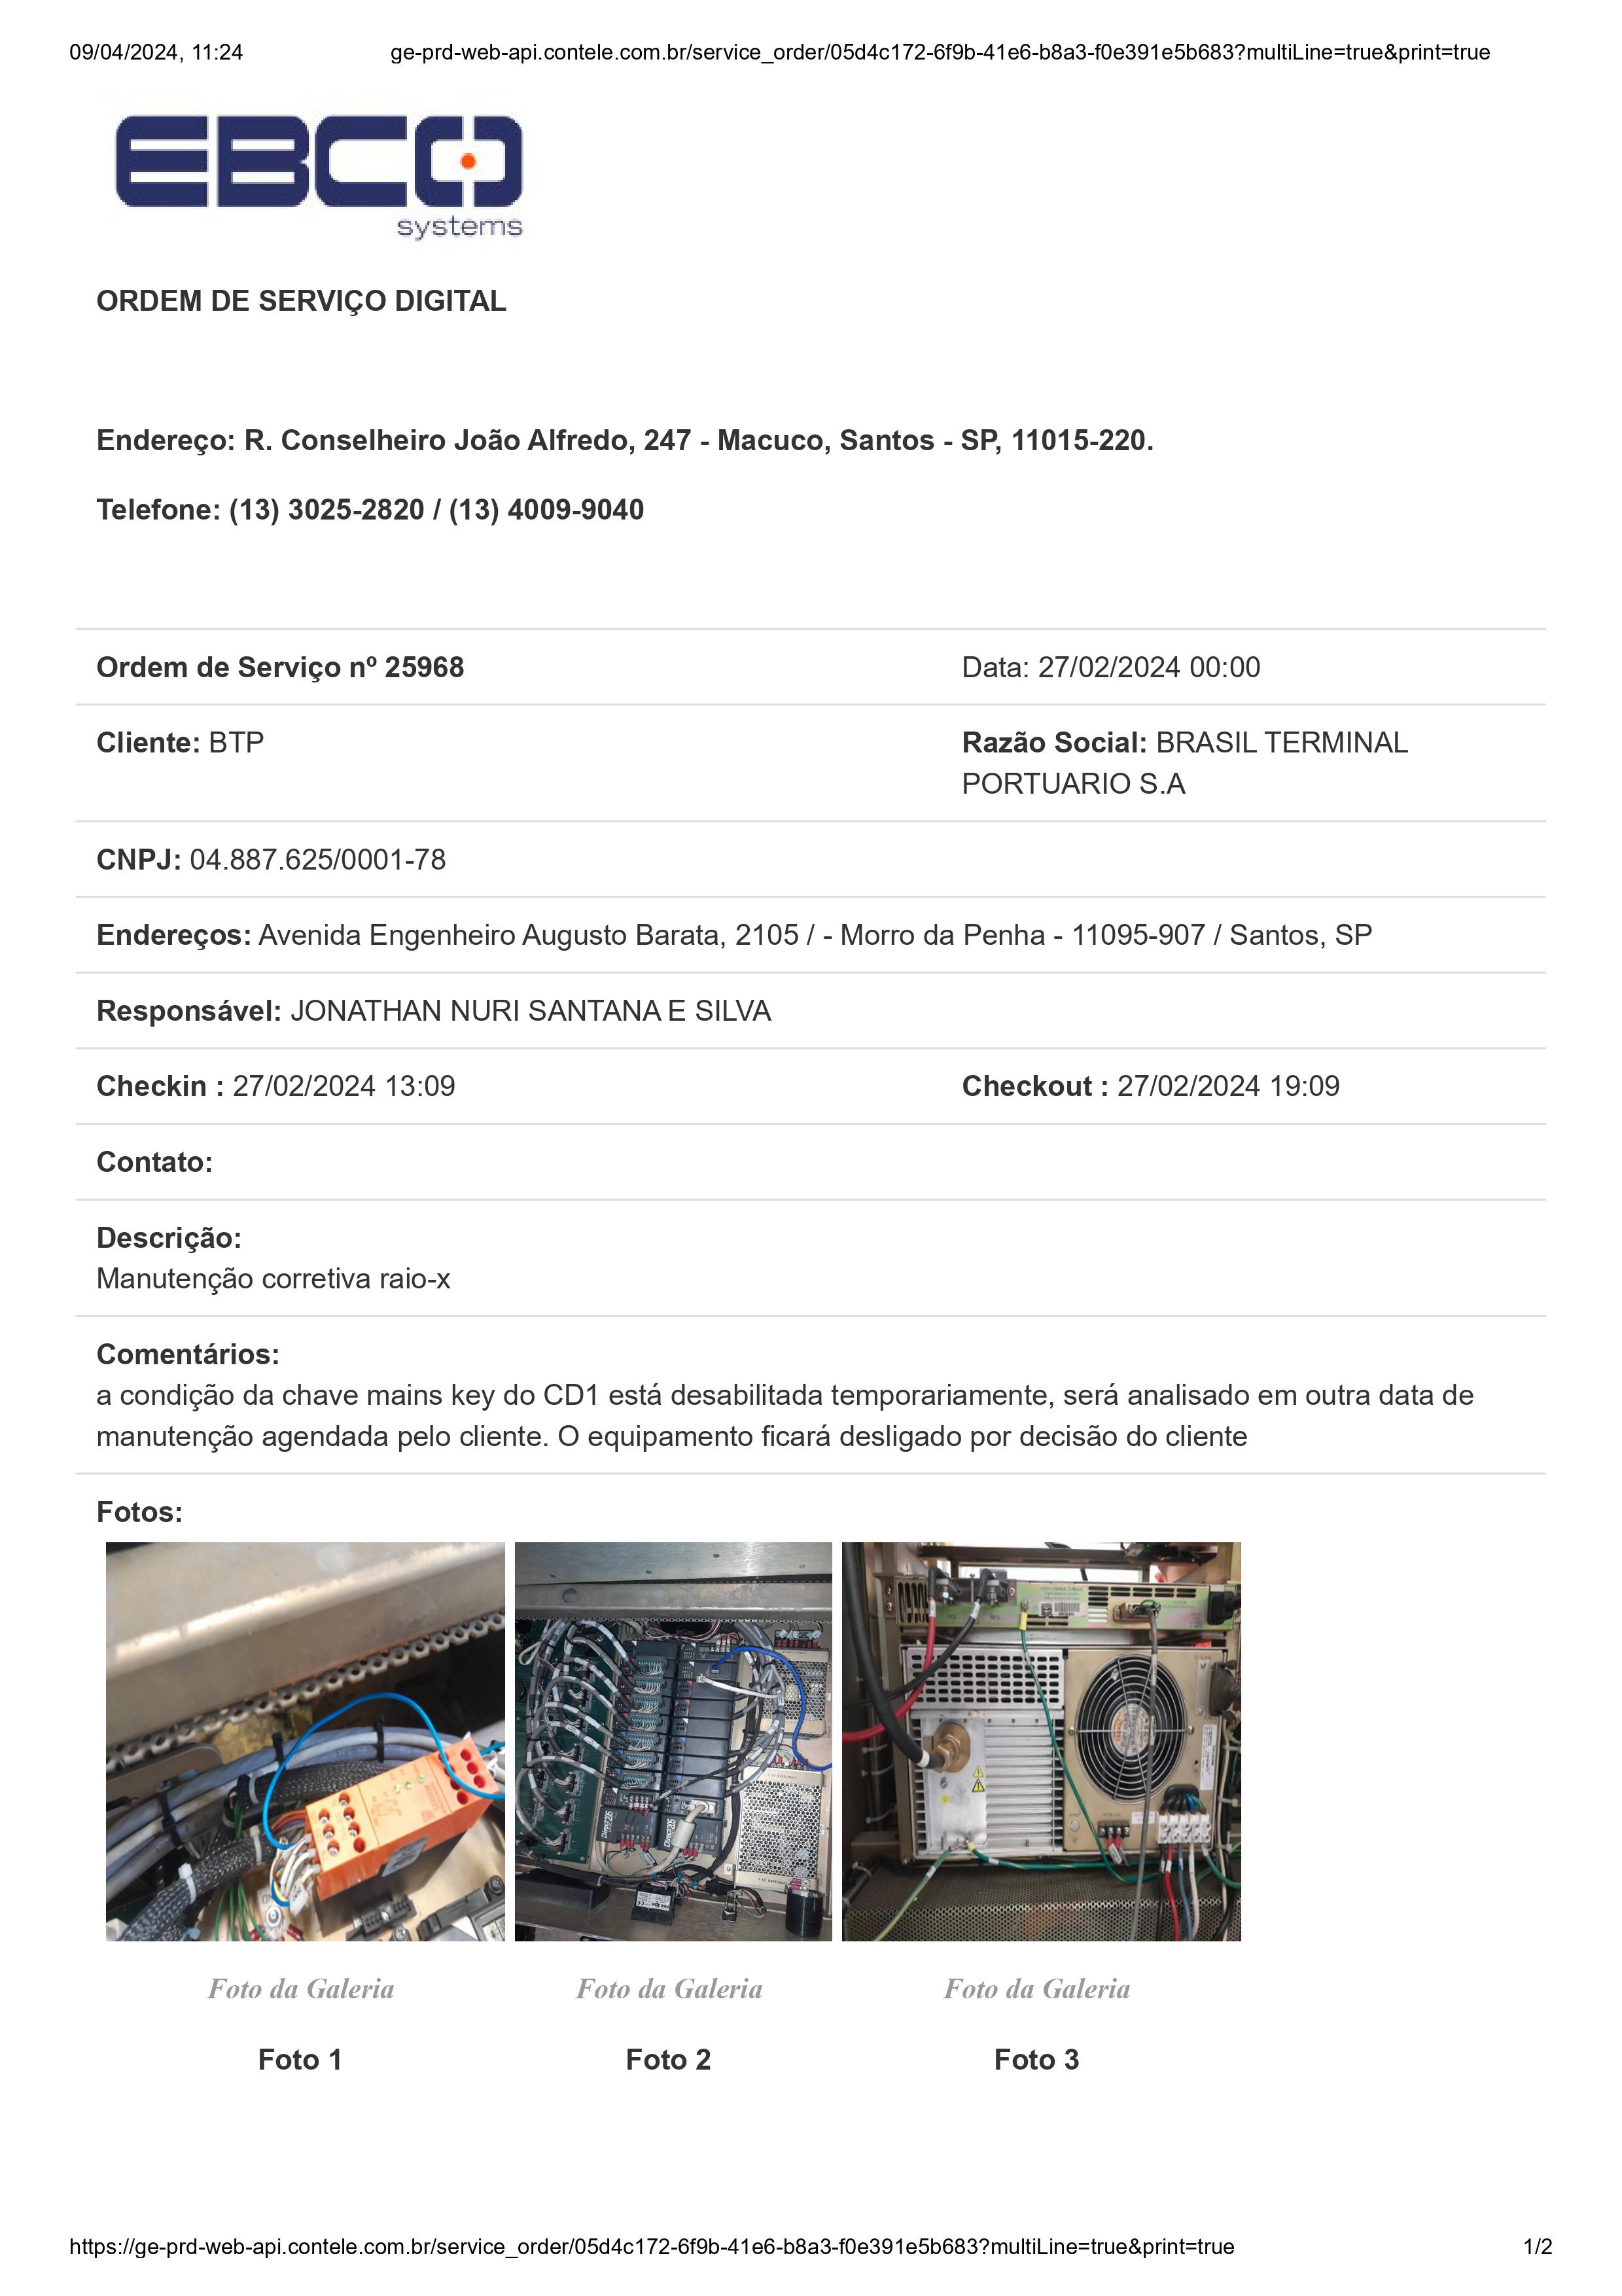 09/04/2024, 11:24 ge-prd-web-api.contele.com.br/service_order/05d4c172-6f9b-41e6-b8a3-f0e391e5b683?multiLine=true&print=true
EBCO
systems
ORDEM DE SERVIÇO DIGITAL
Endereço: R. Conselheiro João Alfredo, 247 - Macuco, Santos - SP, 11015-220.
Telefone: (13) 3025-2820 / (13) 4009-9040
Ordem de Serviço nº 25968 Data: 27/02/2024 00:00
Cliente: BTP Razão Social: BRASIL TERMINAL
PORTUARIO S.A
CNPJ: 04.887.625/0001-78
Endereços: Avenida Engenheiro Augusto Barata, 2105 / - Morro da Penha - 11095-907 / Santos, SP
Responsável: JONATHAN NURI SANTANA E SILVA
Checkin : 27/02/2024 13:09 Checkout : 27/02/2024 19:09
Contato:
Descrição:
Manutenção corretiva raio-x
Comentários:
a condição da chave mains key do CD1 está desabilitada temporariamente, será analisado em outra data de
manutenção agendada pelo cliente. O equipamento ficará desligado por decisão do cliente
Fotos:
Foto da Galeria Foto da Galeria Foto da Galeria
Foto 1 Foto 2 Foto 3
https://ge-prd-web-api.contele.com.br/service_order/05d4c172-6f9b-41e6-b8a3-f0e391e5b683?multiLine=true&print=true 1/2